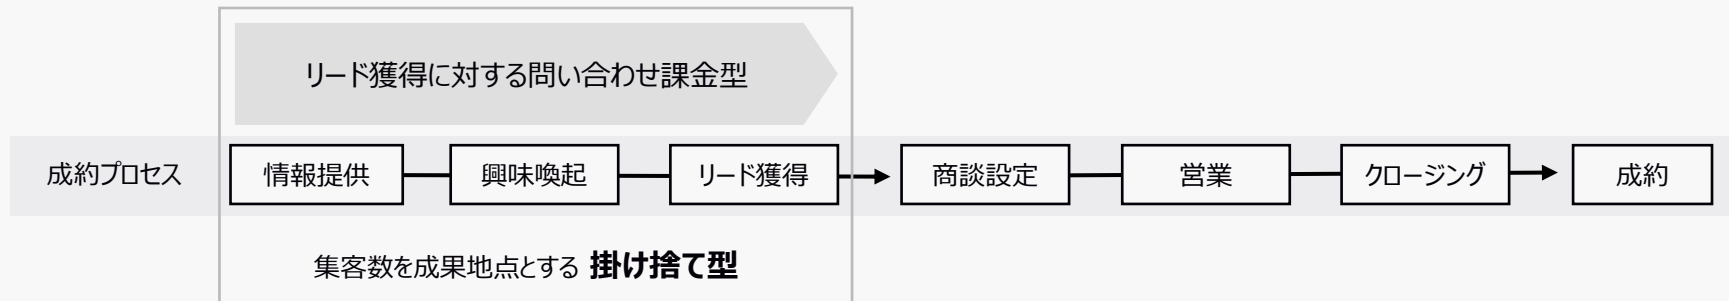 リード獲得に対する問い合わせ課金型
成約プロセス 情報提供 興味喚起 リード獲得 商談設定 営業 クロージング 成約
集客数を成果地点とする 掛け捨て型